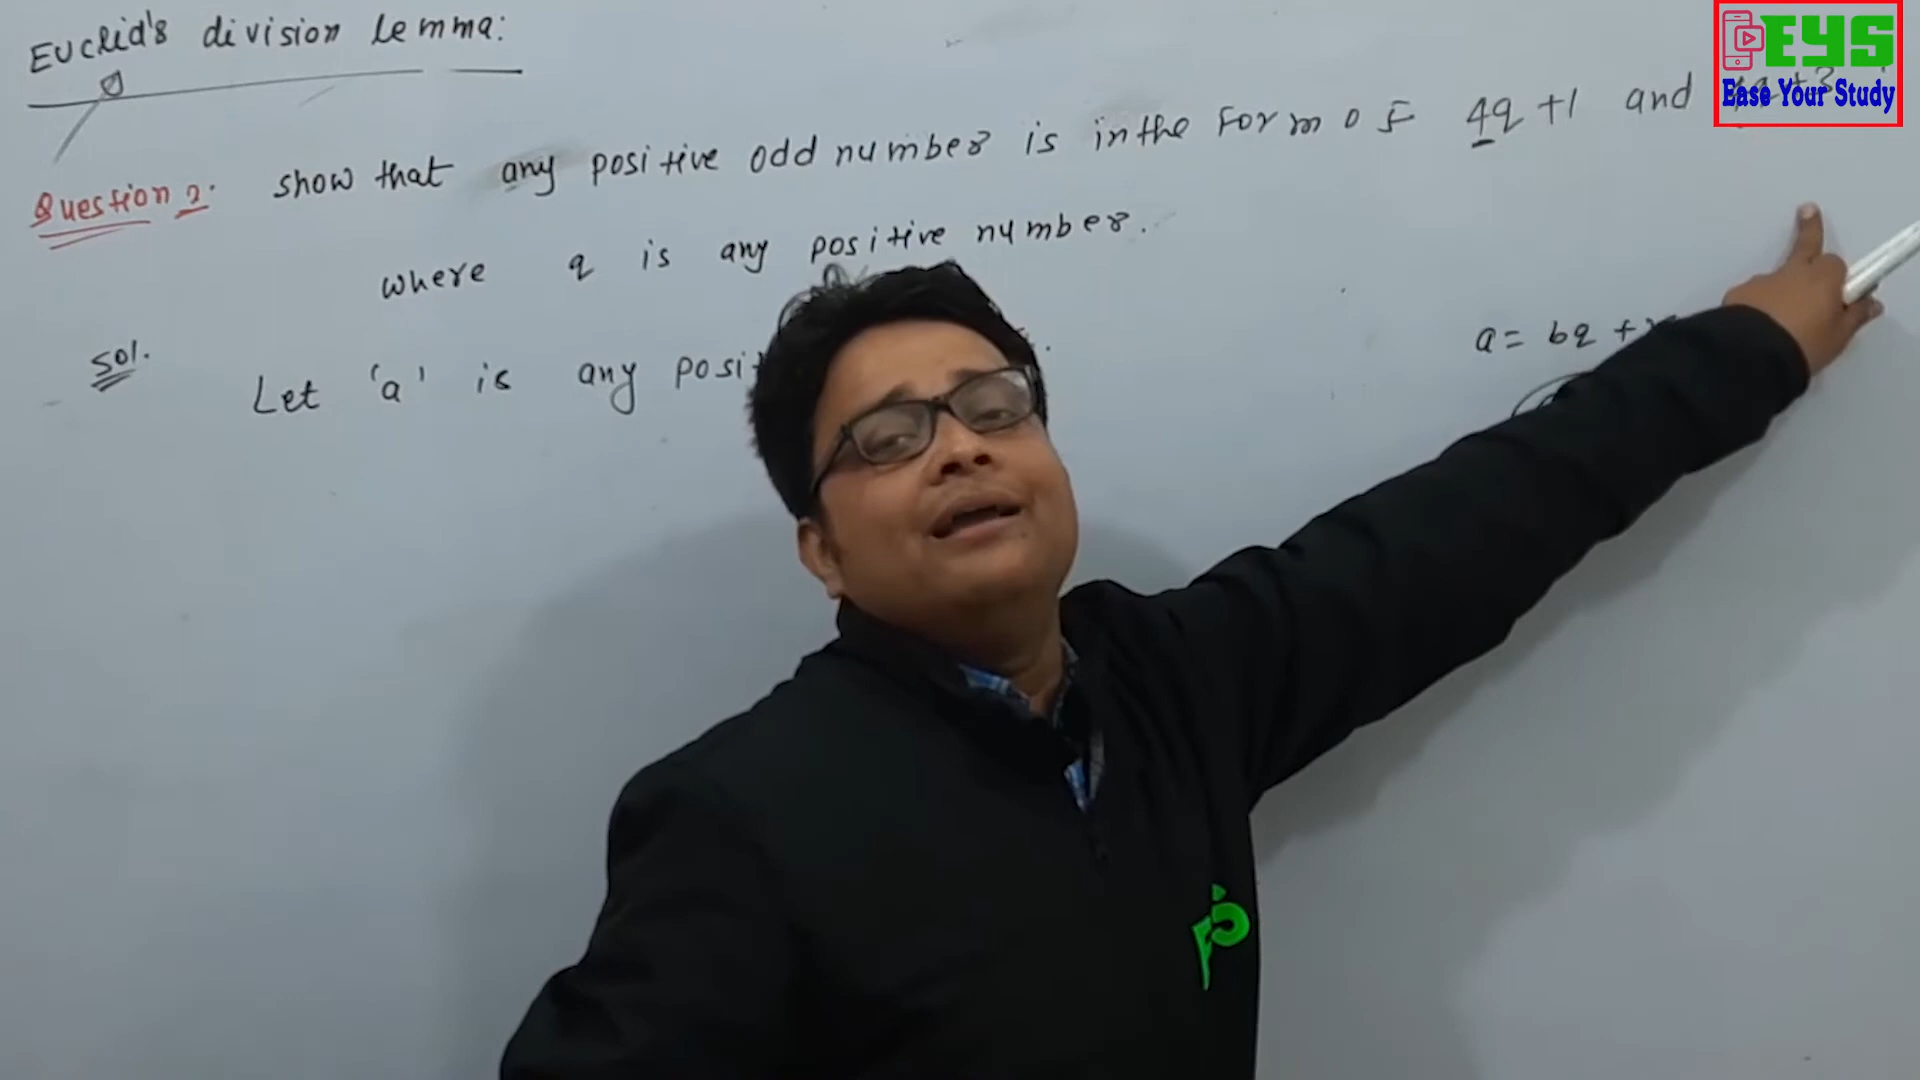 EYS
Ease Your Study
Euclid's division lemma:
Question 2. show that any positive odd number is in the Form oF 4q +1 and
where q is any positive number.
Sol.
Let 'a' is any posit
a = bq +